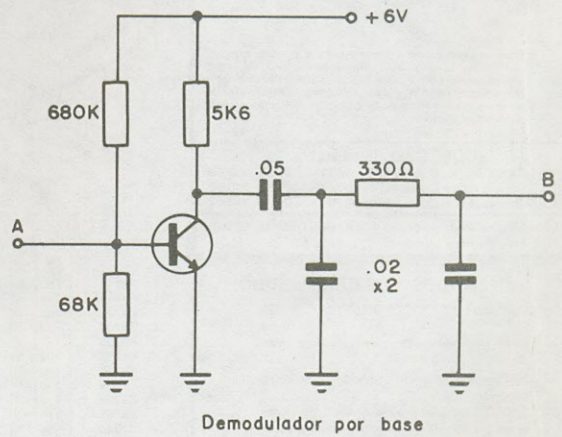 +6V
680K
5K6
.05
330Ω
B
A
.02
x2
68K
Demodulador por base